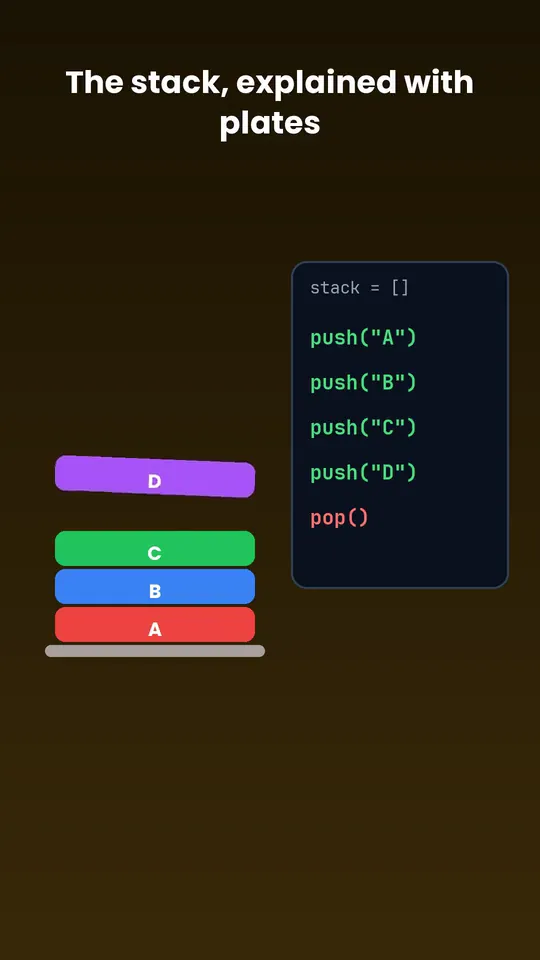 The stack, explained with
plates
stack = []
push("A")
push("B")
push("C")
push("D")
pop()
D
C
B
A